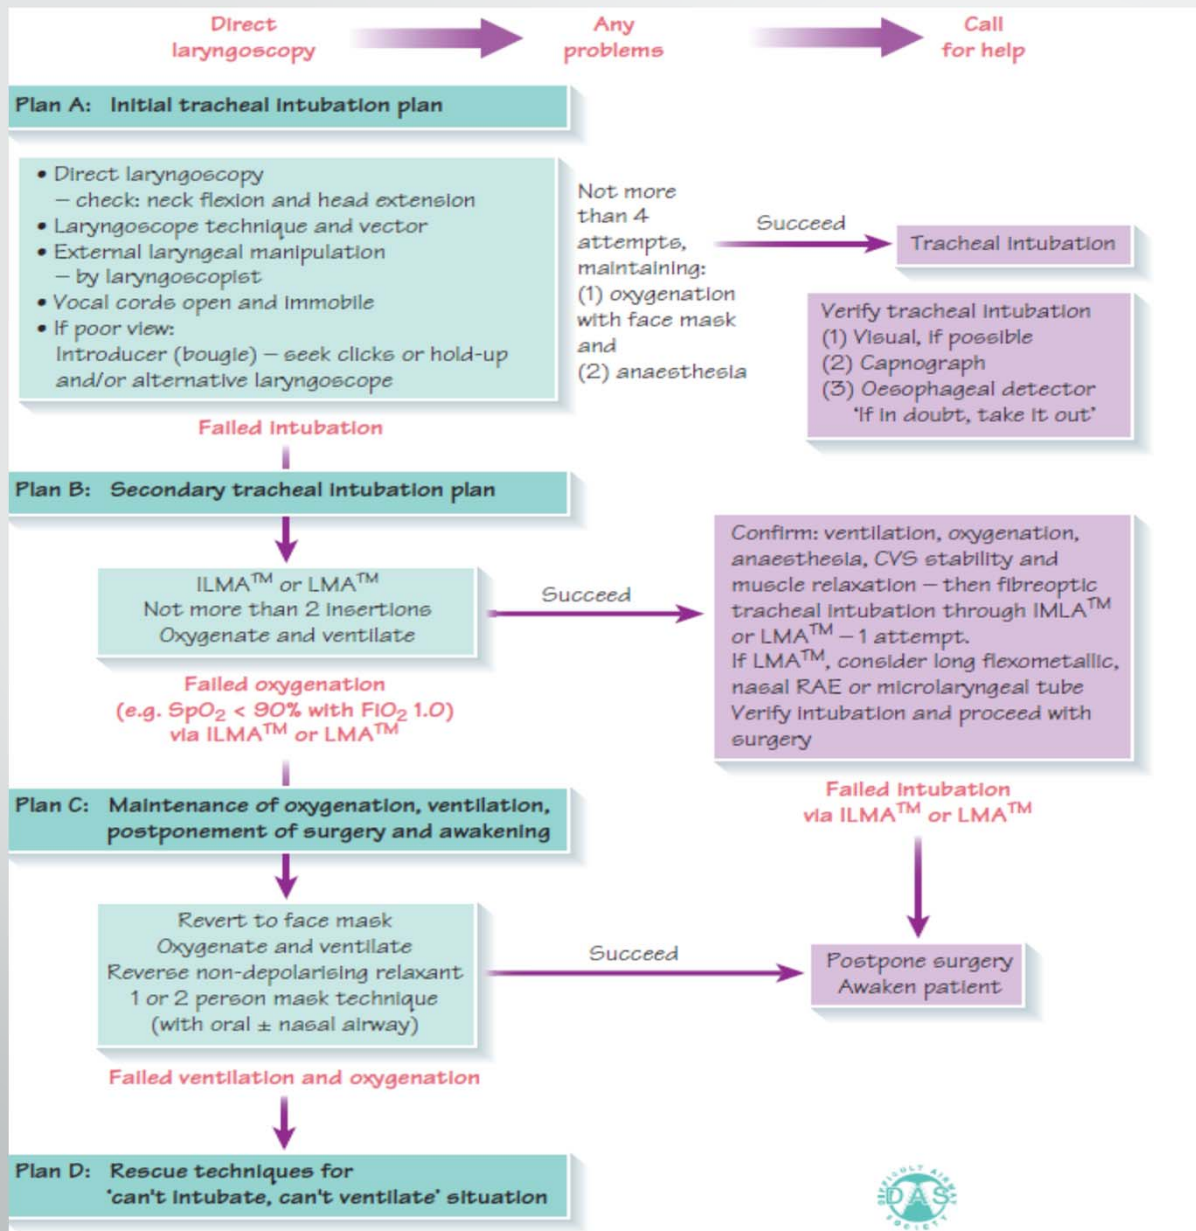 Direct
laryngoscopy
Any
problems
Call
for help
Plan A: Initial tracheal intubation plan
• Direct laryngoscopy
– check: neck flexion and head extension
• Laryngoscope technique and vector
• External laryngeal manipulation
– by laryngoscopist
• Vocal cords open and immobile
• If poor view:
Introducer (bougie) – seek clicks or hold-up
and/or alternative laryngoscope
Not more
than 4
attempts,
maintaining:
(1) oxygenation
with face mask
and
(2) anaesthesia
Succeed
Tracheal intubation
Verify tracheal intubation
(1) Visual, if possible
(2) Capnograph
(3) Oesophageal detector
'If in doubt, take it out'
Failed intubation
Plan B: Secondary tracheal intubation plan
ILMA™ or LMA™
Not more than 2 insertions
Oxygenate and ventilate
Succeed
Confirm: ventilation, oxygenation,
anaesthesia, CVS stability and
muscle relaxation – then fibreoptic
tracheal intubation through IMLA™
or LMA™ – 1 attempt.
If LMA™, consider long flexometallic,
nasal RAE or microlaryngeal tube
Verify intubation and proceed with
surgery
Failed oxygenation
(e.g. SpO₂ < 90% with FiO₂ 1.0)
via ILMA™ or LMA™
Failed intubation
via ILMA™ or LMA™
Plan C: Maintenance of oxygenation, ventilation,
postponement of surgery and awakening
Revert to face mask
Oxygenate and ventilate
Reverse non-depolarising relaxant
1 or 2 person mask technique
(with oral ± nasal airway)
Succeed
Postpone surgery
Awaken patient
Failed ventilation and oxygenation
Plan D: Rescue techniques for
'can't intubate, can't ventilate' situation
DIFFICULT AIRWAY
DAS
SOCIETY